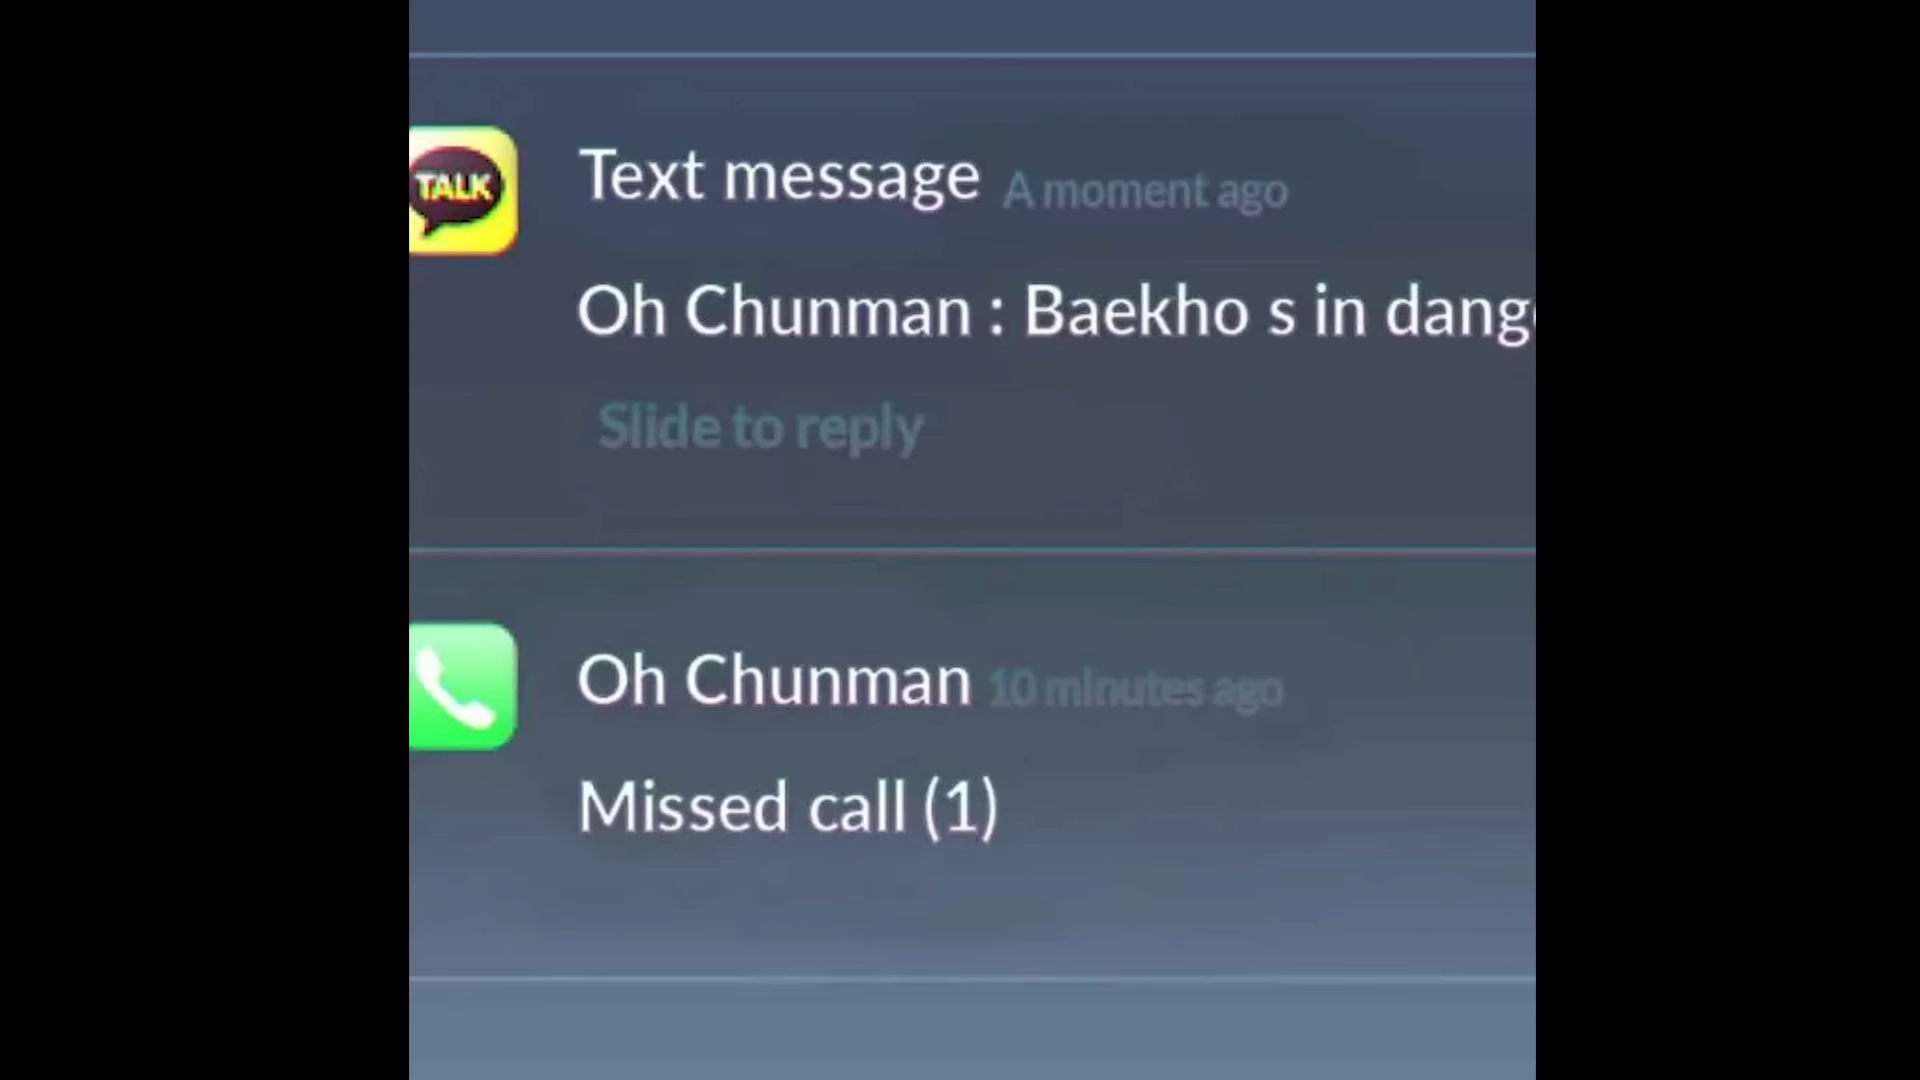 TALK
Text message A moment ago
Oh Chunman : Baekho s in dang
Slide to reply
Oh Chunman 10 minutes ago
Missed call (1)